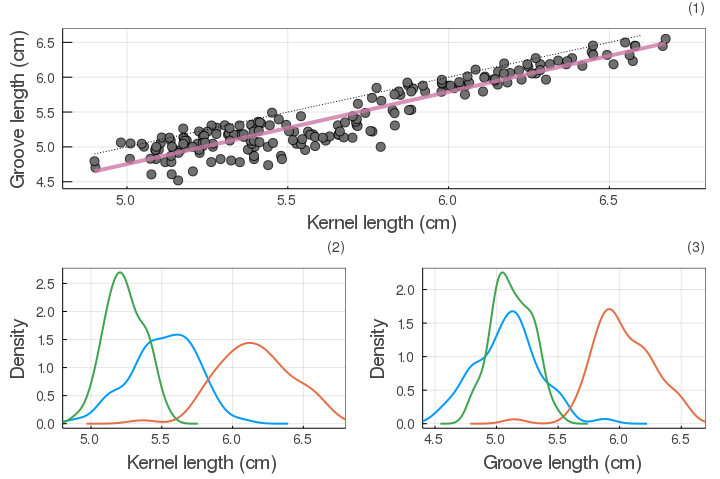 (1)
Groove length (cm)
6.5
6.0
5.5
5.0
4.5
5.0 5.5 6.0 6.5
Kernel length (cm)
(2)
Density
2.5
2.0
1.5
1.0
0.5
0.0
5.0 5.5 6.0 6.5
Kernel length (cm)
(3)
Density
2.0
1.5
1.0
0.5
0.0
4.5 5.0 5.5 6.0 6.5
Groove length (cm)